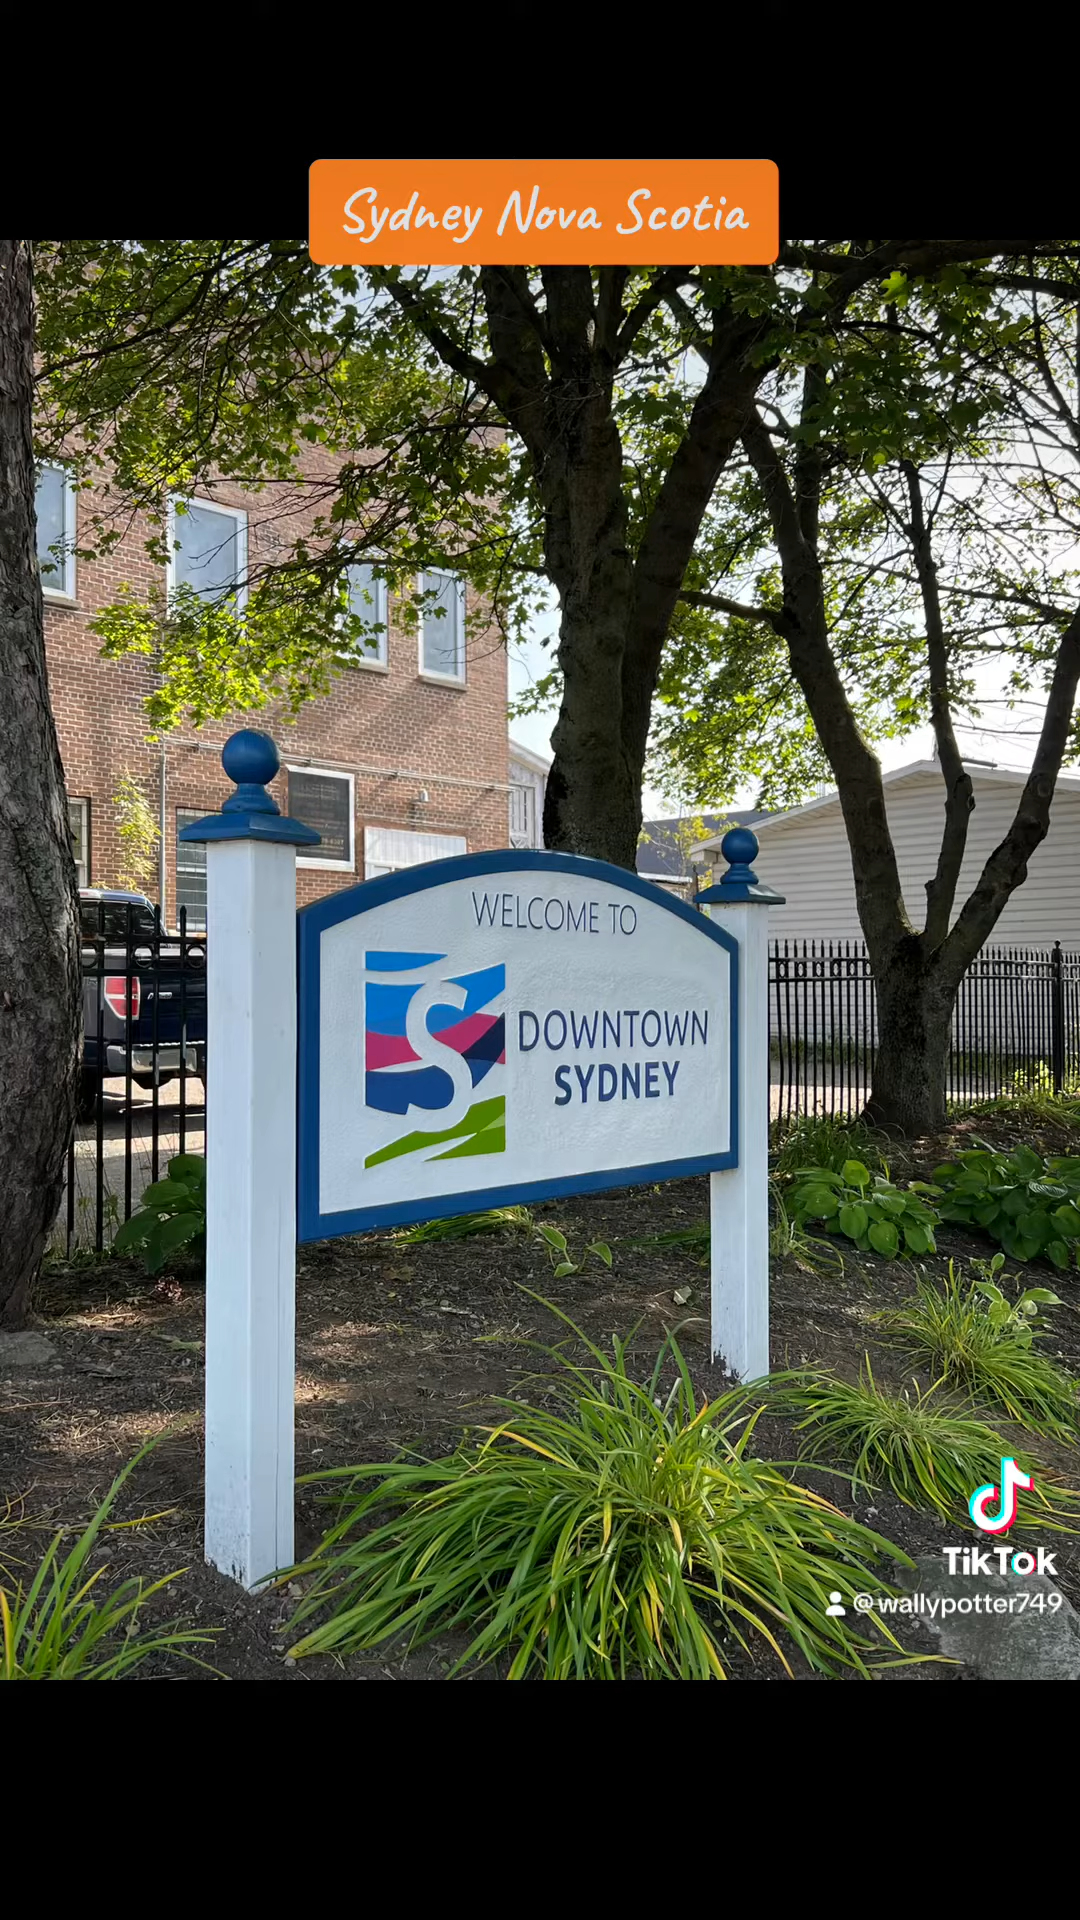 Sydney Nova Scotia
WELCOME TO
S
DOWNTOWN
SYDNEY
TikTok
@wallypotter749